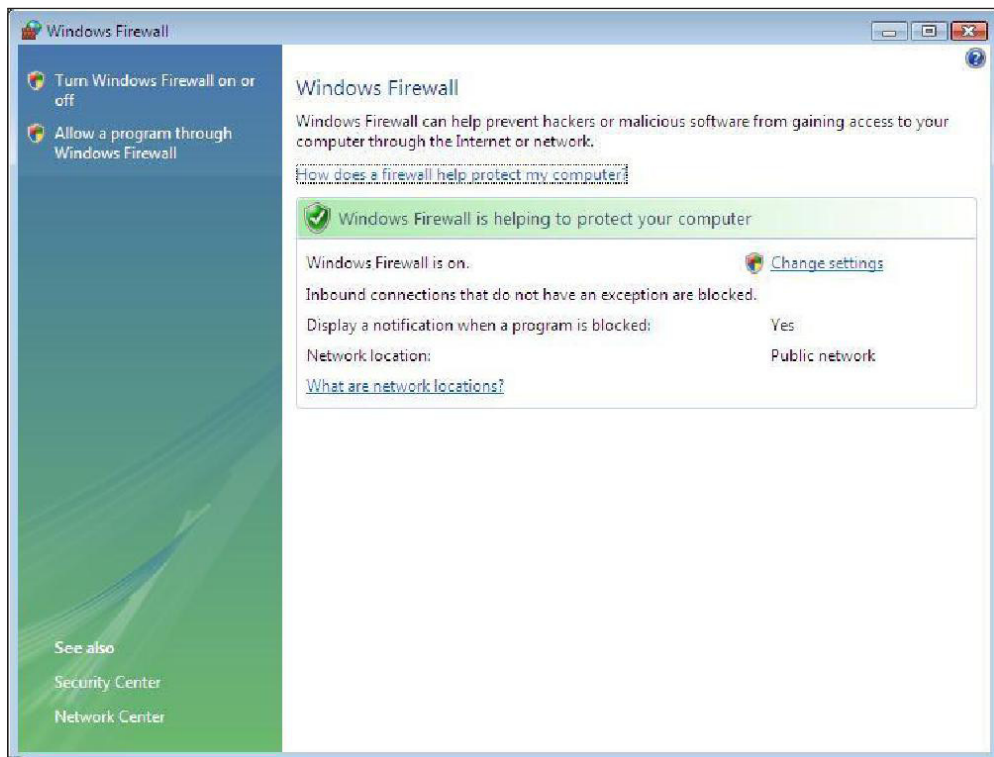 Windows Firewall
Turn Windows Firewall on or
off
Allow a program through
Windows Firewall
See also
Security Center
Network Center
Windows Firewall
Windows Firewall can help prevent hackers or malicious software from gaining access to your
computer through the Internet or network.
How does a firewall help protect my computer?
Windows Firewall is helping to protect your computer
Windows Firewall is on.
Change settings
Inbound connections that do not have an exception are blocked.
Display a notification when a program is blocked: Yes
Network location: Public network
What are network locations?